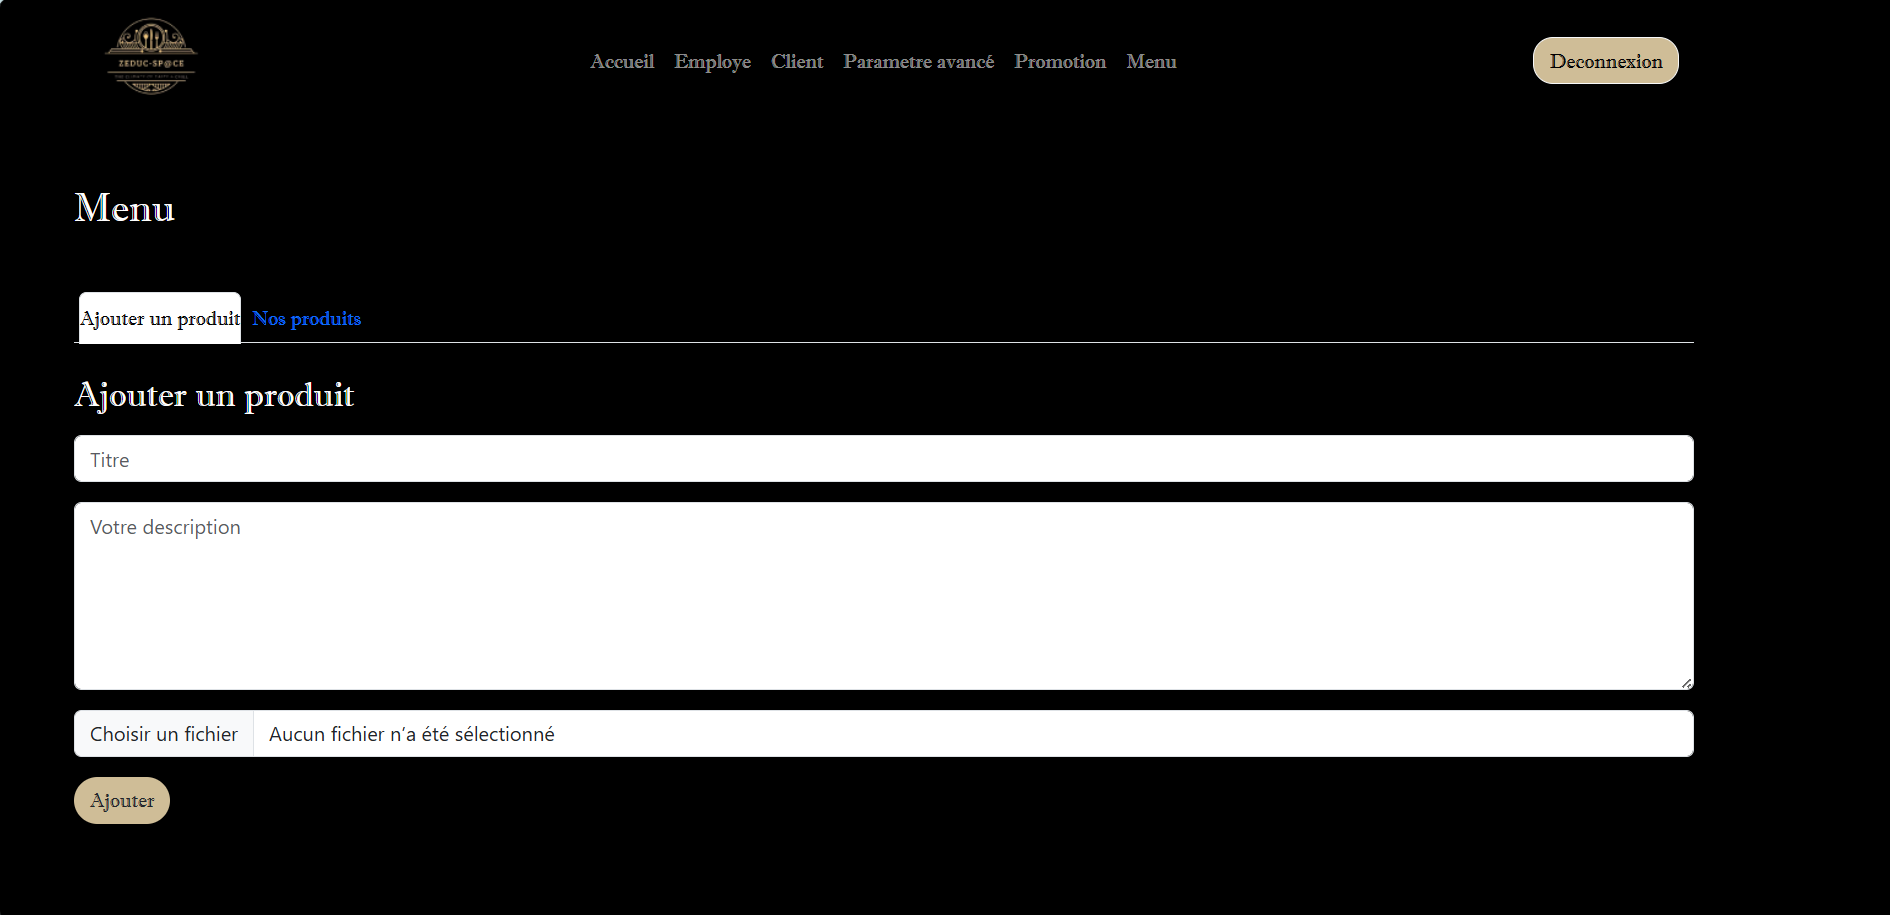 ZEDUC-SP@CE
Accueil Employe Client Parametre avancé Promotion Menu
Deconnexion
Menu
Ajouter un produit Nos produits
Ajouter un produit
Titre
Votre description
Choisir un fichier Aucun fichier n’a été sélectionné
Ajouter